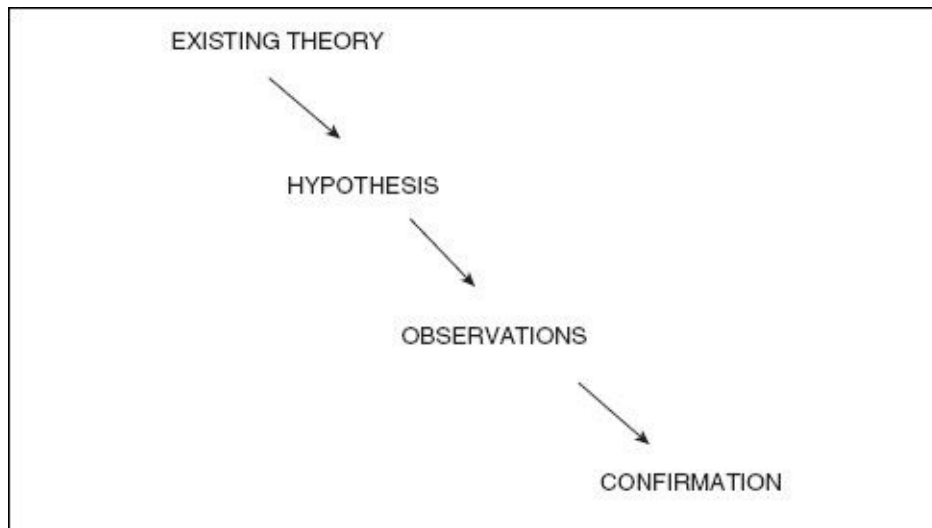 EXISTING THEORY
HYPOTHESIS
OBSERVATIONS
CONFIRMATION